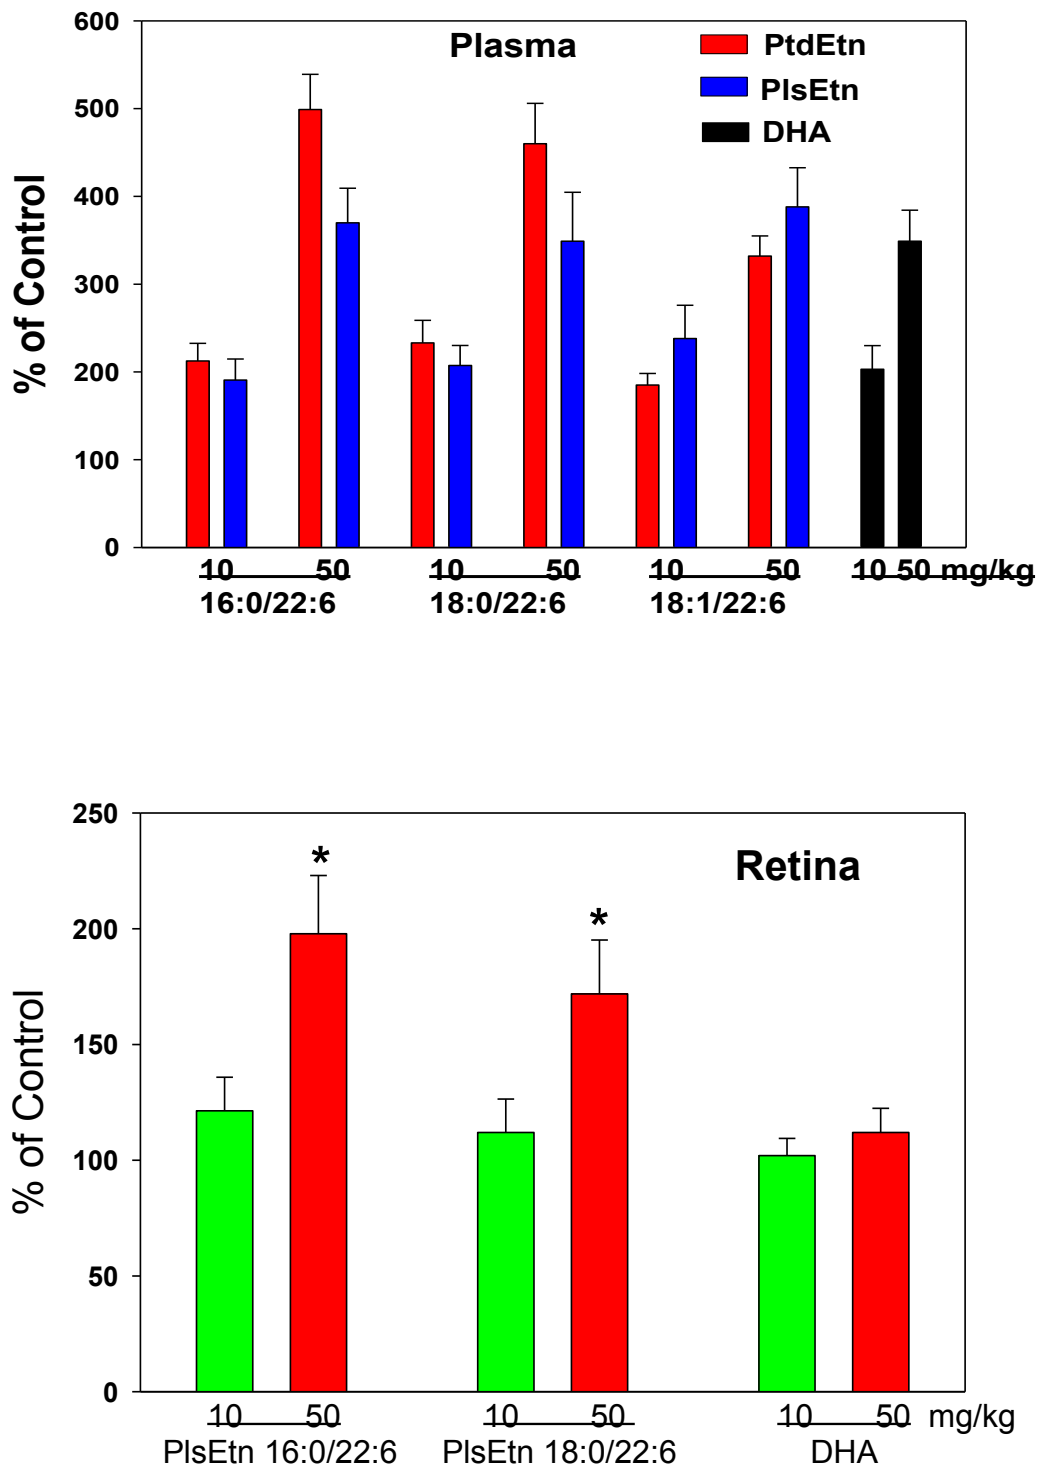 600
Plasma
PtdEtn
PlsEtn
DHA
500
400
300
200
100
0
% of Control
10 50 10 50 10 50 10 50 mg/kg
16:0/22:6 18:0/22:6 18:1/22:6
250
*
Retina
200
*
150
100
50
0
% of Control
10 50 10 50 10 50 mg/kg
PlsEtn 16:0/22:6 PlsEtn 18:0/22:6 DHA